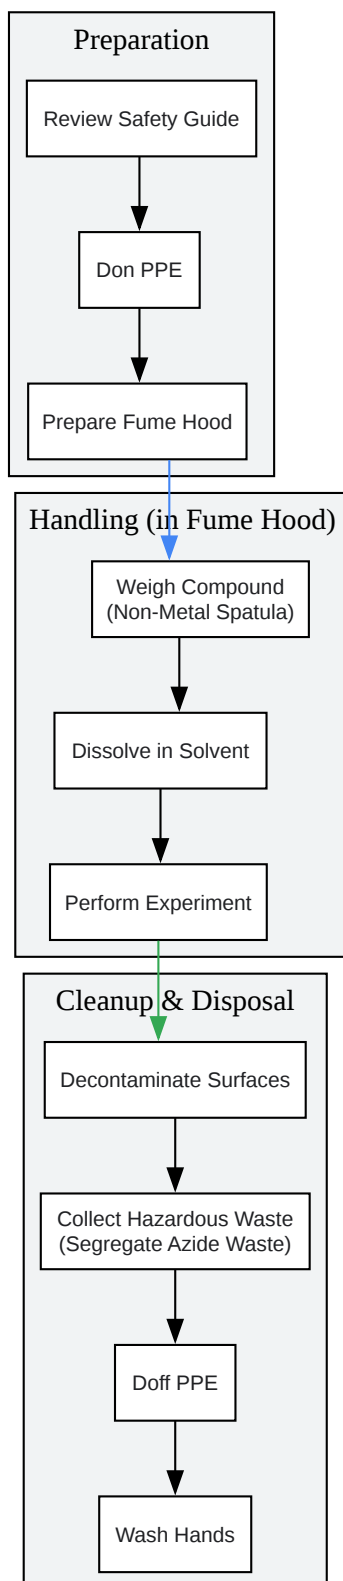 Preparation
Review Safety Guide
Don PPE
Prepare Fume Hood
Handling (in Fume Hood)
Weigh Compound
(Non-Metal Spatula)
Dissolve in Solvent
Perform Experiment
Cleanup & Disposal
Decontaminate Surfaces
Collect Hazardous Waste
(Segregate Azide Waste)
Doff PPE
Wash Hands